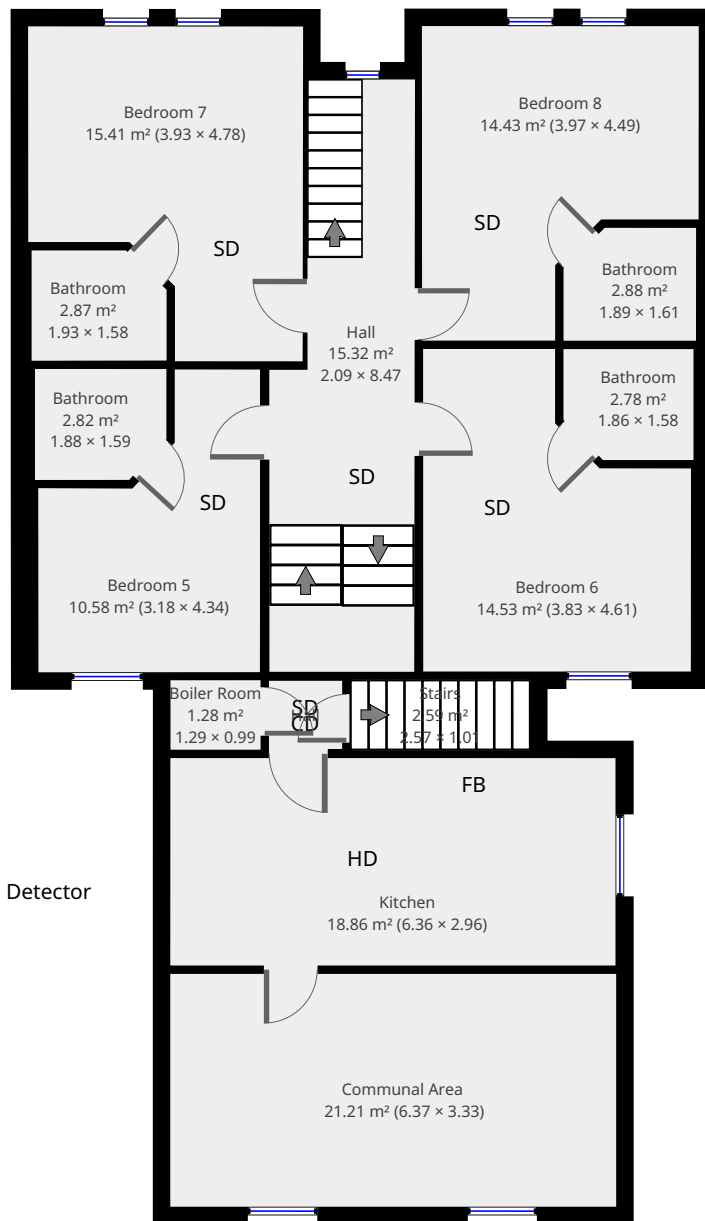 Bedroom 7
15.41 m² (3.93 × 4.78)
Bedroom 8
14.43 m² (3.97 × 4.49)
SD
SD
Bathroom
2.87 m²
1.93 × 1.58
Bathroom
2.88 m²
1.89 × 1.61
Hall
15.32 m²
2.09 × 8.47
Bathroom
2.82 m²
1.88 × 1.59
Bathroom
2.78 m²
1.86 × 1.58
SD
SD
SD
Bedroom 5
10.58 m² (3.18 × 4.34)
Bedroom 6
14.53 m² (3.83 × 4.61)
Boiler Room
1.28 m²
1.29 × 0.99
SD
CD
Stairs
2.59 m²
2.57 × 1.01
FB
HD
Detector
Kitchen
18.86 m² (6.36 × 2.96)
Communal Area
21.21 m² (6.37 × 3.33)